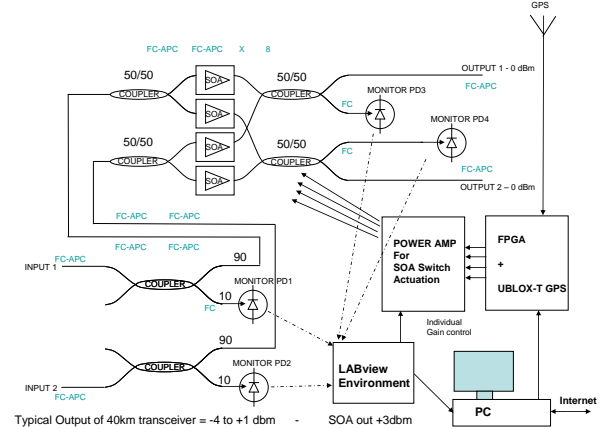 GPS
FC-APC FC-APC X 8
50/50
COUPLER
SOA
50/50
COUPLER
OUTPUT 1 - 0 dBm
FC-APC
MONITOR PD3
FC
SOA
MONITOR PD4
50/50
COUPLER
SOA
50/50
COUPLER
FC
FC-APC
SOA
OUTPUT 2 – 0 dBm
FC-APC FC-APC
FC-APC FC-APC
POWER AMP
For
SOA Switch
Actuation
FPGA
+
UBLOX-T GPS
INPUT 1
FC-APC
90
COUPLER
10
FC
MONITOR PD1
Individual
Gain control
90
COUPLER
10
MONITOR PD2
INPUT 2
FC-APC
LABview
Environment
PC
Internet
Typical Output of 40km transceiver = -4 to +1 dbm - SOA out +3dbm